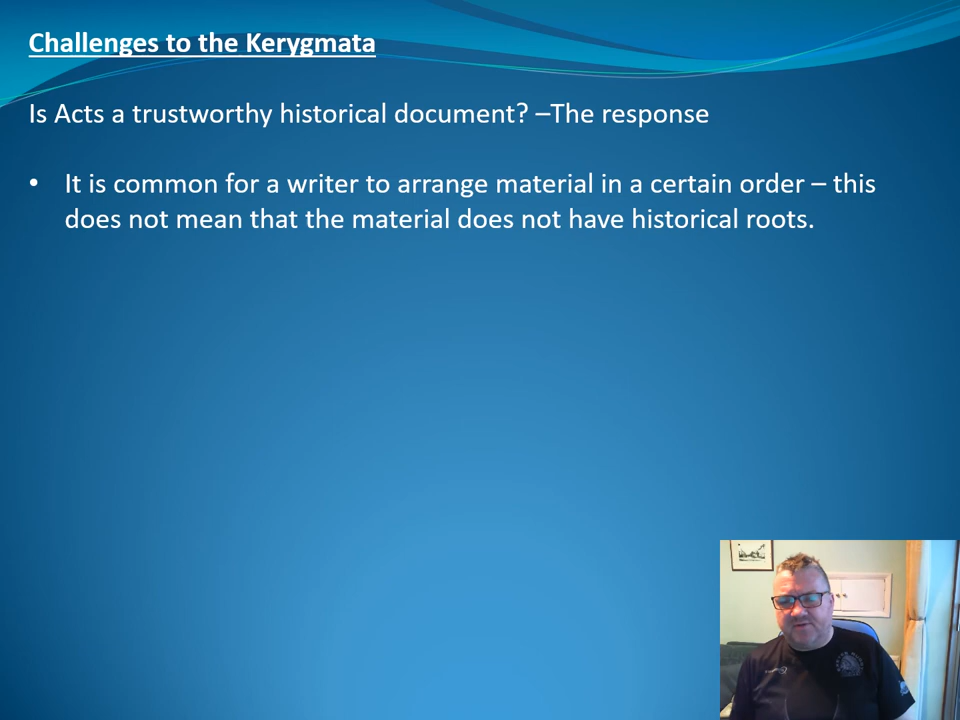 Challenges to the Kerygmata
Is Acts a trustworthy historical document? –The response
• It is common for a writer to arrange material in a certain order – this
does not mean that the material does not have historical roots.